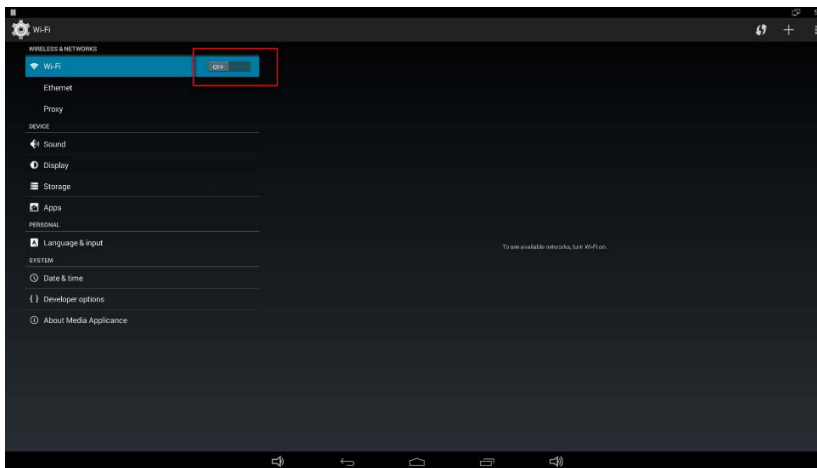 Wi-Fi
WIRELESS & NETWORKS
Wi-Fi OFF
Ethernet
Proxy
DEVICE
Sound
Display
Storage
Apps
PERSONAL
Language & input
To see available networks, turn Wi-Fi on.
SYSTEM
Date & time
Developer options
About Media Applicance